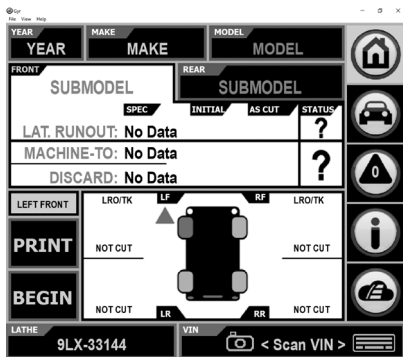 Gyr
File View Help
YEAR MAKE MODEL
YEAR MAKE MODEL
FRONT REAR
SUBMODEL SUBMODEL
SPEC INITIAL AS CUT STATUS
LAT. RUNOUT: No Data ?
MACHINE-TO: No Data ?
DISCARD: No Data
0
LEFT FRONT
LRO/TK LF RF LRO/TK
PRINT
NOT CUT NOT CUT
i
BEGIN
NOT CUT LR RR NOT CUT
LATHE VIN
9LX-33144 < Scan VIN >